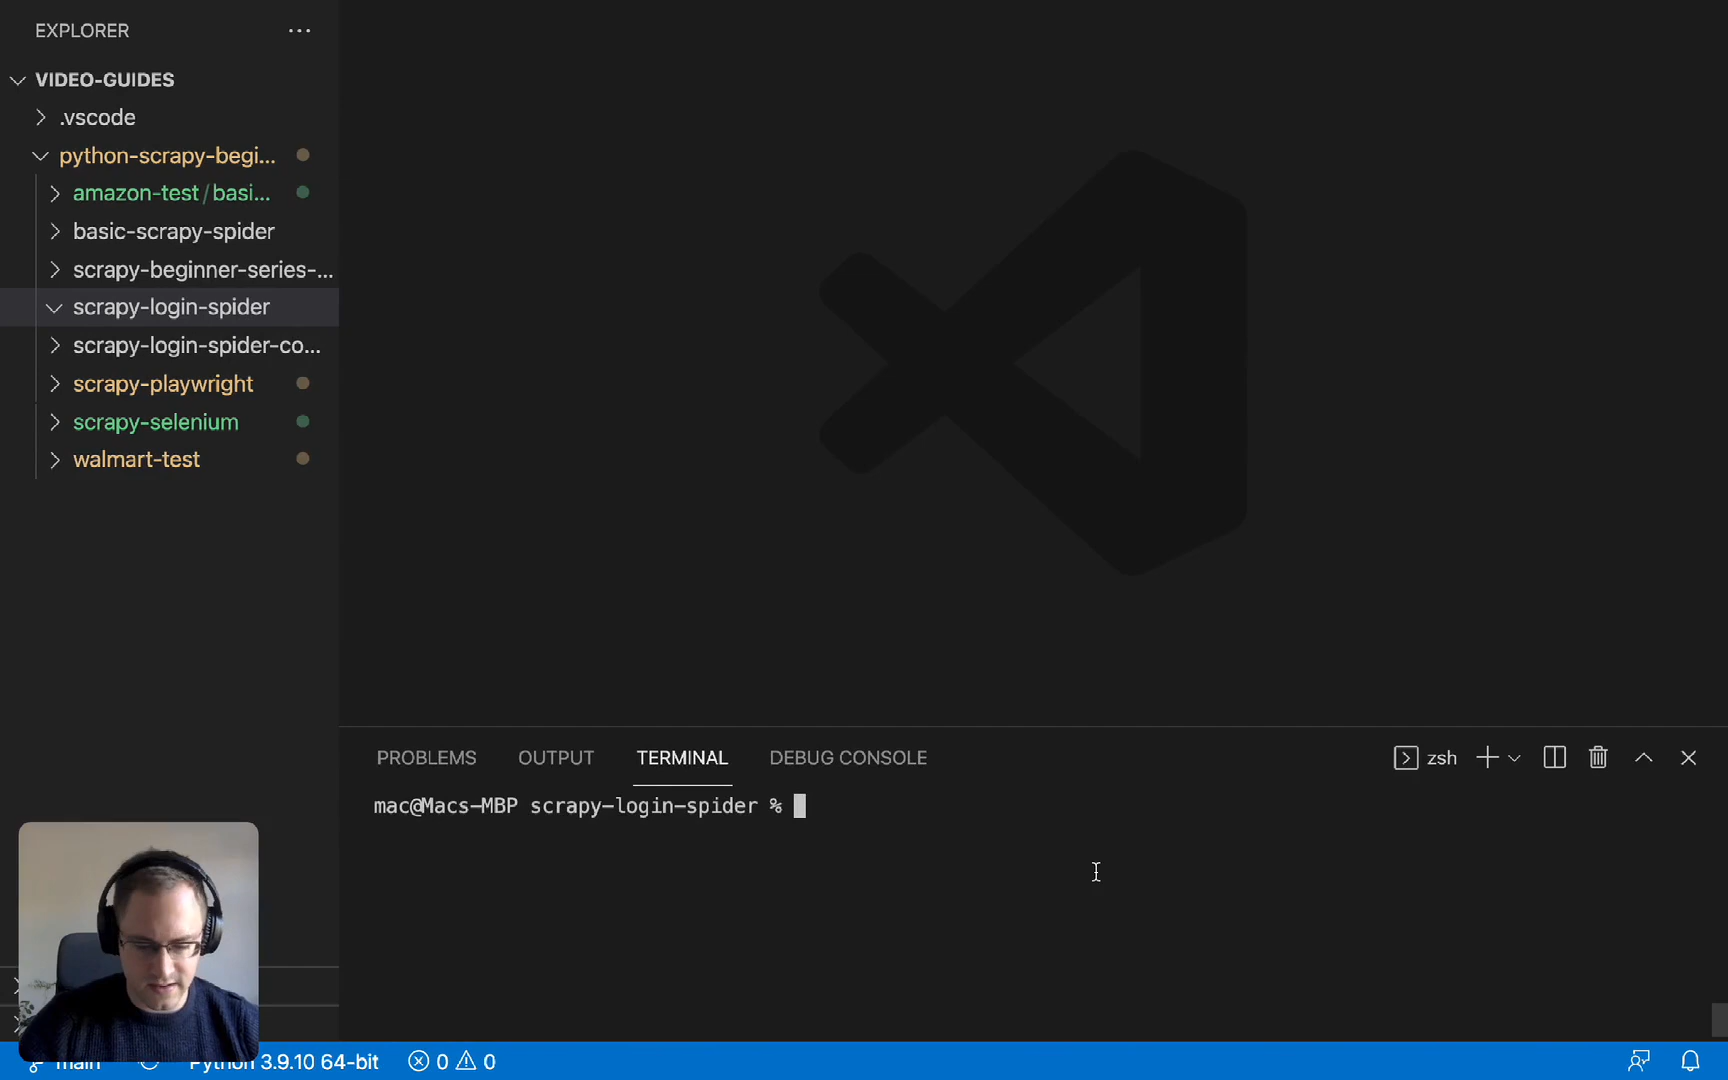 EXPLORER
VIDEO-GUIDES
.vscode
python-scrapy-begi...
amazon-test/basi...
basic-scrapy-spider
scrapy-beginner-series-...
scrapy-login-spider
scrapy-login-spider-co...
scrapy-playwright
scrapy-selenium
walmart-test
PROBLEMS OUTPUT TERMINAL DEBUG CONSOLE zsh
mac@Macs-MBP scrapy-login-spider %
main Python 3.9.10 64-bit 0 0